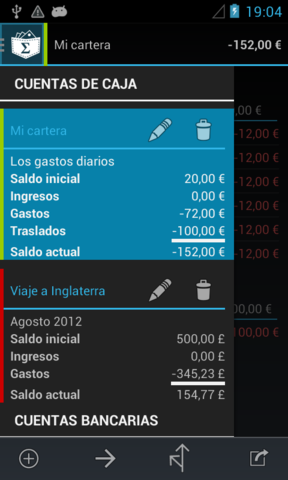 19:04
Σ
Mi cartera -152,00 €
CUENTAS DE CAJA
Mi cartera
Los gastos diarios
Saldo inicial 20,00 €
Ingresos 0,00 €
Gastos -72,00 €
Traslados -100,00 €
Saldo actual -152,00 €
Viaje a Inglaterra
Agosto 2012
Saldo inicial 500,00 £
Ingresos 0,00 £
Gastos -345,23 £
Saldo actual 154,77 £
CUENTAS BANCARIAS
00 €
-12,00 €
-12,00 €
-12,00 €
-12,00 €
-12,00 €
-12,00 €
00,00 €
100,00 €